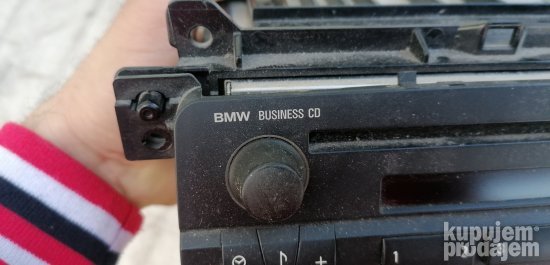 BMW BUSINESS CD
+ 1
kupujem
prodajem